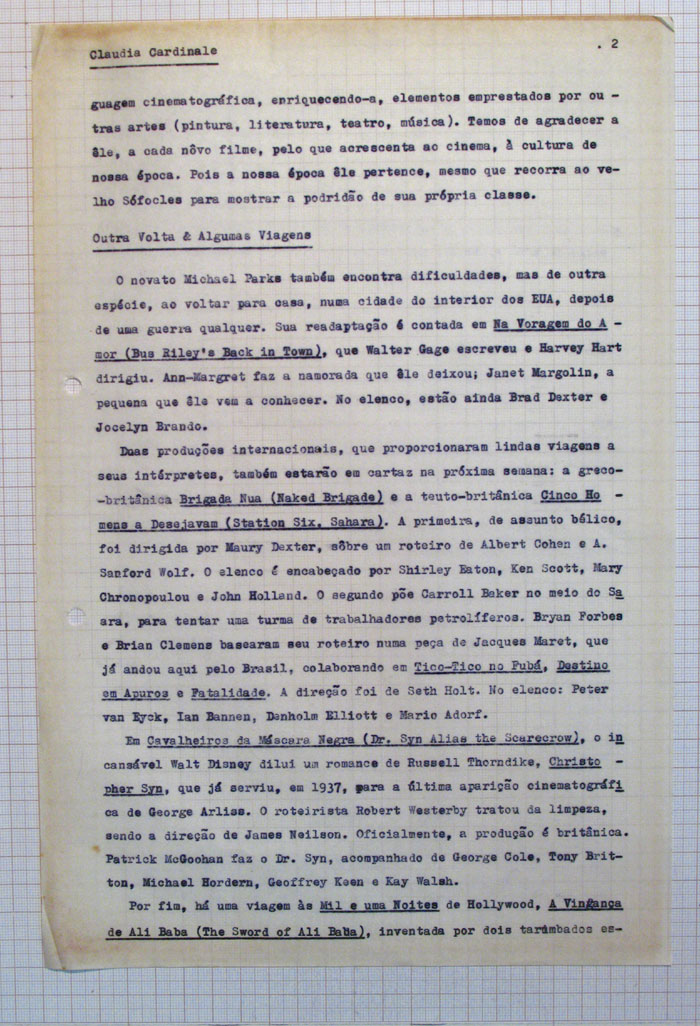 Claudia Cardinale . 2
guagem cinematográfica, enriquecendo-a, elementos emprestados por ou -
tras artes (pintura, literatura, teatro, música). Temos de agradecer a
êle, a cada nôvo filme, pelo que acrescenta ao cinema, à cultura de
nossa época. Pois a nossa época êle pertence, mesmo que recorra ao ve-
lho Sófocles para mostrar a podridão de sua própria classe.
Outra Volta & Algumas Viagens
O novato Michael Parks também encontra dificuldades, mas de outra
espécie, ao voltar para casa, numa cidade do interior dos EUA, depois
de uma guerra qualquer. Sua readaptação é contada em Na Voragem do A -
mor (Bus Riley's Back in Town), que Walter Gage escreveu e Harvey Hart
dirigiu. Ann-Margret faz a namorada que êle deixou; Janet Margolin, a
pequena que êle vem a conhecer. No elenco, estão ainda Brad Dexter e
Jocelyn Brando.
Duas produções internacionais, que proporcionaram lindas viagens a
seus intérpretes, também estarão em cartaz na próxima semana: a greco-
-britânica Brigada Nua (Naked Brigade) e a teuto-britânica Cinco Ho -
mens a Desejavam (Station Six, Sahara). A primeira, de assunto bélico,
foi dirigida por Maury Dexter, sôbre um roteiro de Albert Cohen e A.
Sanford Wolf. O elenco é encabeçado por Shirley Eaton, Ken Scott, Mary
Chronopoulou e John Holland. O segundo põe Carroll Baker no meio do Sa
ara, para tentar uma turma de trabalhadores petrolíferos. Bryan Forbes
e Brian Clemens basearam seu roteiro numa peça de Jacques Maret, que
já andou aqui pelo Brasil, colaborando em Tico-Tico no Fubá, Destino
em Apuros e Fatalidade. A direção foi de Seth Holt. No elenco: Peter
van Eyck, Ian Bannen, Denholm Elliott e Mario Adorf.
Em Cavalheiros da Máscara Negra (Dr. Syn Alias the Scarecrow), o in
cansável Walt Disney dilui um romance de Russell Thorndike, Christo -
pher Syn, que já serviu, em 1937, para a última aparição cinematográfi
ca de George Arliss. O roteirista Robert Westerby tratou da limpeza,
sendo a direção de James Neilson. Oficialmente, a produção é britânica.
Patrick McGoohan faz o Dr. Syn, acompanhado de George Cole, Tony Brit-
ton, Michael Hordern, Geoffrey Keen e Kay Walsh.
Por fim, há uma viagem às Mil e uma Noites de Hollywood, A Vingança
de Ali Baba (The Sword of Ali Baba), inventada por dois tarimbados es-